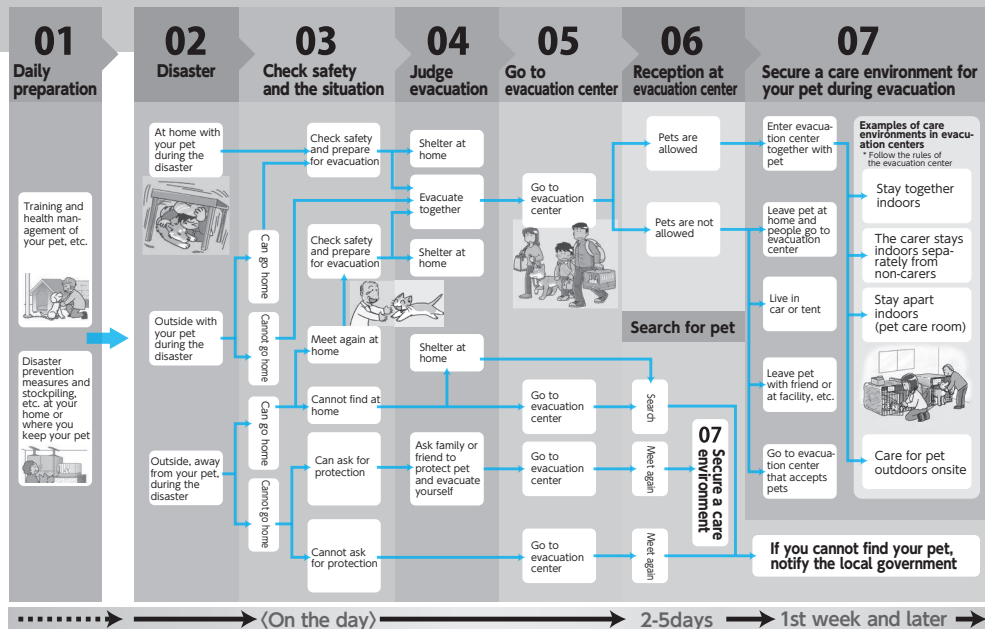 01
Daily
preparation
02
Disaster
03
Check safety
and the situation
04
Judge
evacuation
05
Go to
evacuation center
06
Reception at
evacuation center
07
Secure a care environment for
your pet during evacuation
Training and
health man-
agement of
your pet, etc.
Disaster
prevention
measures and
stockpiling,
etc. at your
home or
where you
keep your pet
At home with
your pet
during the
disaster
Outside with
your pet
during the
disaster
Outside, away
from your pet,
during the
disaster
Can go home
Cannot go home
Can go home
Cannot go home
Check safety
and prepare
for evacuation
Check safety
and prepare
for evacuation
Meet again at
home
Cannot find at
home
Can ask for
protection
Cannot ask
for protection
Shelter at
home
Evacuate
together
Shelter at
home
Shelter at
home
Ask family or
friend to
protect pet
and evacuate
yourself
Go to
evacuation
center
Go to
evacuation
center
Go to
evacuation
center
Go to
evacuation
center
Pets are
allowed
Pets are not
allowed
Search for pet
Search
Meet again
Meet again
07 Secure a care
environment
Enter evacua-
tion center
together with
pet
Leave pet at
home and
people go to
evacuation
center
Live in
car or tent
Leave pet
with friend or
at facility, etc.
Go to evacua-
tion center
that accepts
pets
Examples of care
environments in evacu-
ation centers
* Follow the rules of
the evacuation center
Stay together
indoors
The carer stays
indoors sepa-
rately from
non-carers
Stay apart
indoors
(pet care room)
Care for pet
outdoors onsite
If you cannot find your pet,
notify the local government
〈On the day〉
2-5days
1st week and later